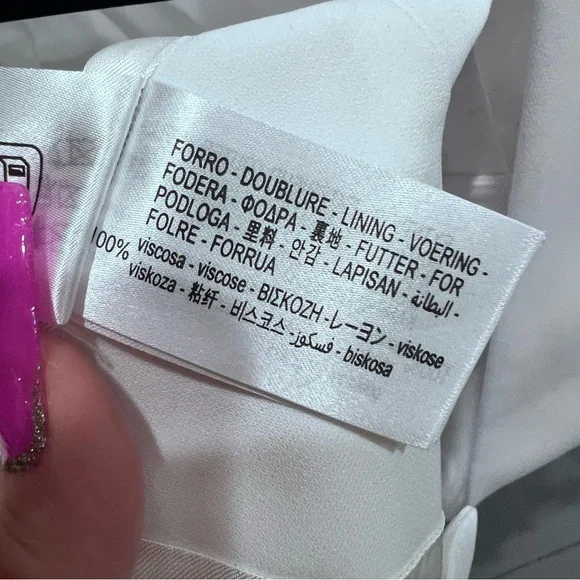 FORRO - DOUBLURE - LINING - VOERING -
FODERA - ΦΟΔΡΑ - 裏地 - FUTTER - FOR
PODLOGA - 里料 - 안감 - LAPISAN - البطانة -
FOLRE - FORRUA
100% viscosa - viscose - ΒΙΣΚΟΖΗ - レーヨン - viskose
viskoza - 粘纤 - 비스코스 - فسكوز - biskosa